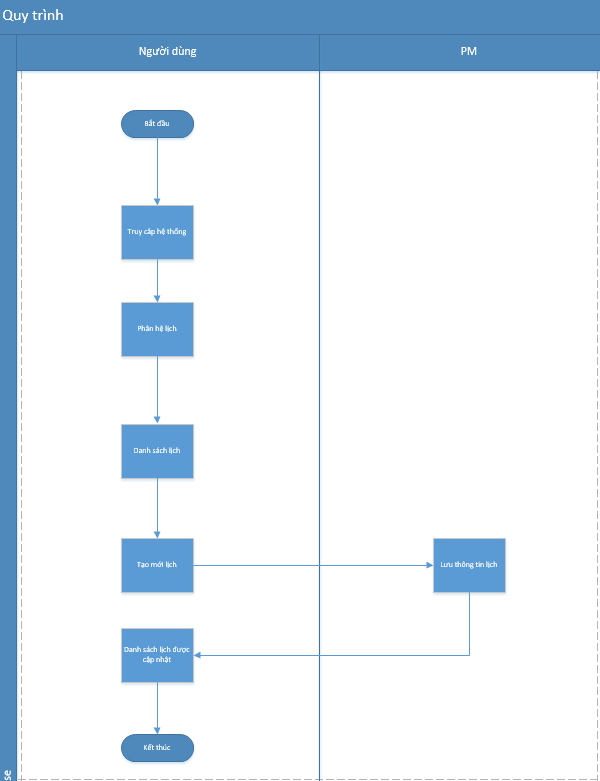 Quy trình
Người dùng
PM
Bắt đầu
Truy cập hệ thống
Phân hệ lịch
Danh sách lịch
Tạo mới lịch
Lưu thông tin lịch
Danh sách lịch được
cập nhật
Kết thúc
se